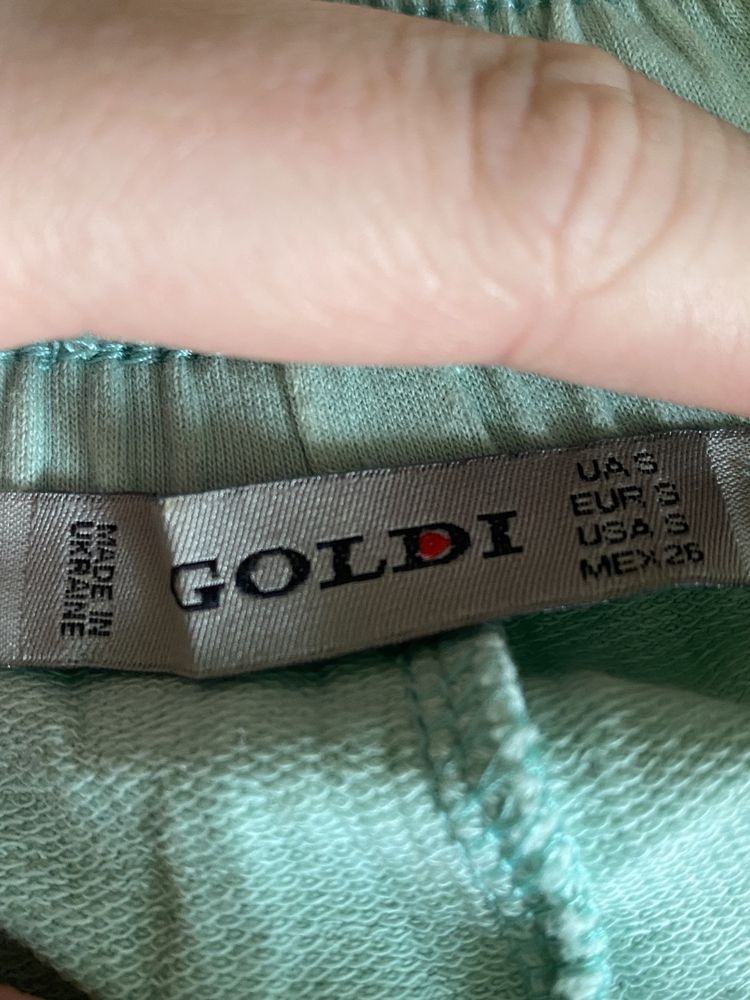 MADE IN
UKRAINE
GOLDI
UA S
EUR S
USA S
MEX 26